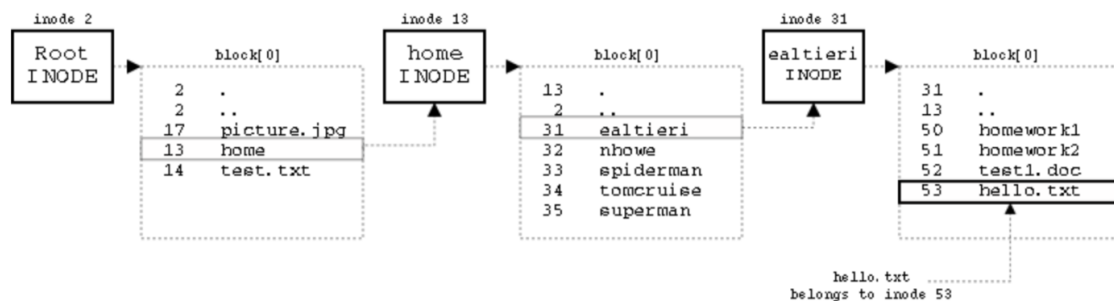 inode 2
Root
INODE
block[0]
2 .
2 ..
17 picture.jpg
13 home
14 test.txt
inode 13
home
INODE
block[0]
13 .
2 ..
31 ealtieri
32 nhowe
33 spiderman
34 tomcruise
35 superman
inode 31
ealtieri
INODE
block[0]
31 .
13 ..
50 homework1
51 homework2
52 test1.doc
53 hello.txt
hello.txt
belongs to inode 53